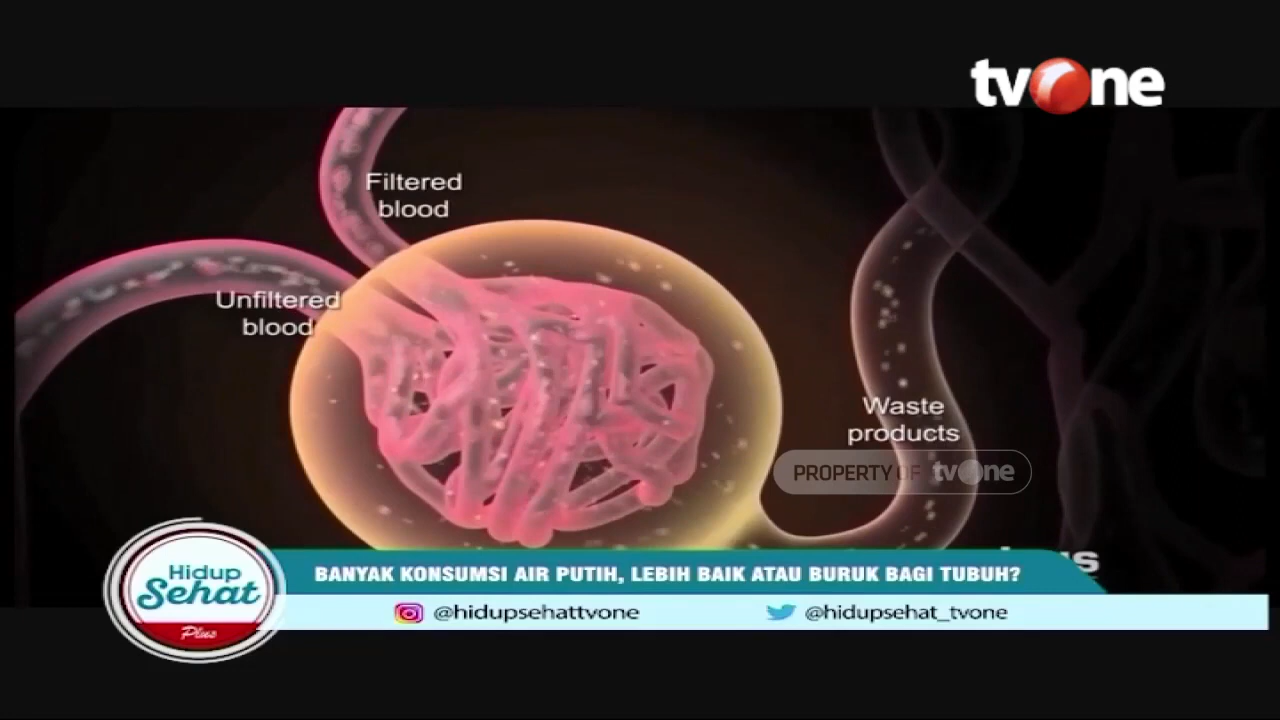 tvone
Filtered
blood
Unfiltered
blood
Waste
products
PROPERTY OF tvone
Hidup
Sehat
Plus
BANYAK KONSUMSI AIR PUTIH, LEBIH BAIK ATAU BURUK BAGI TUBUH?
@hidupsehattvone
@hidupsehat_tvone